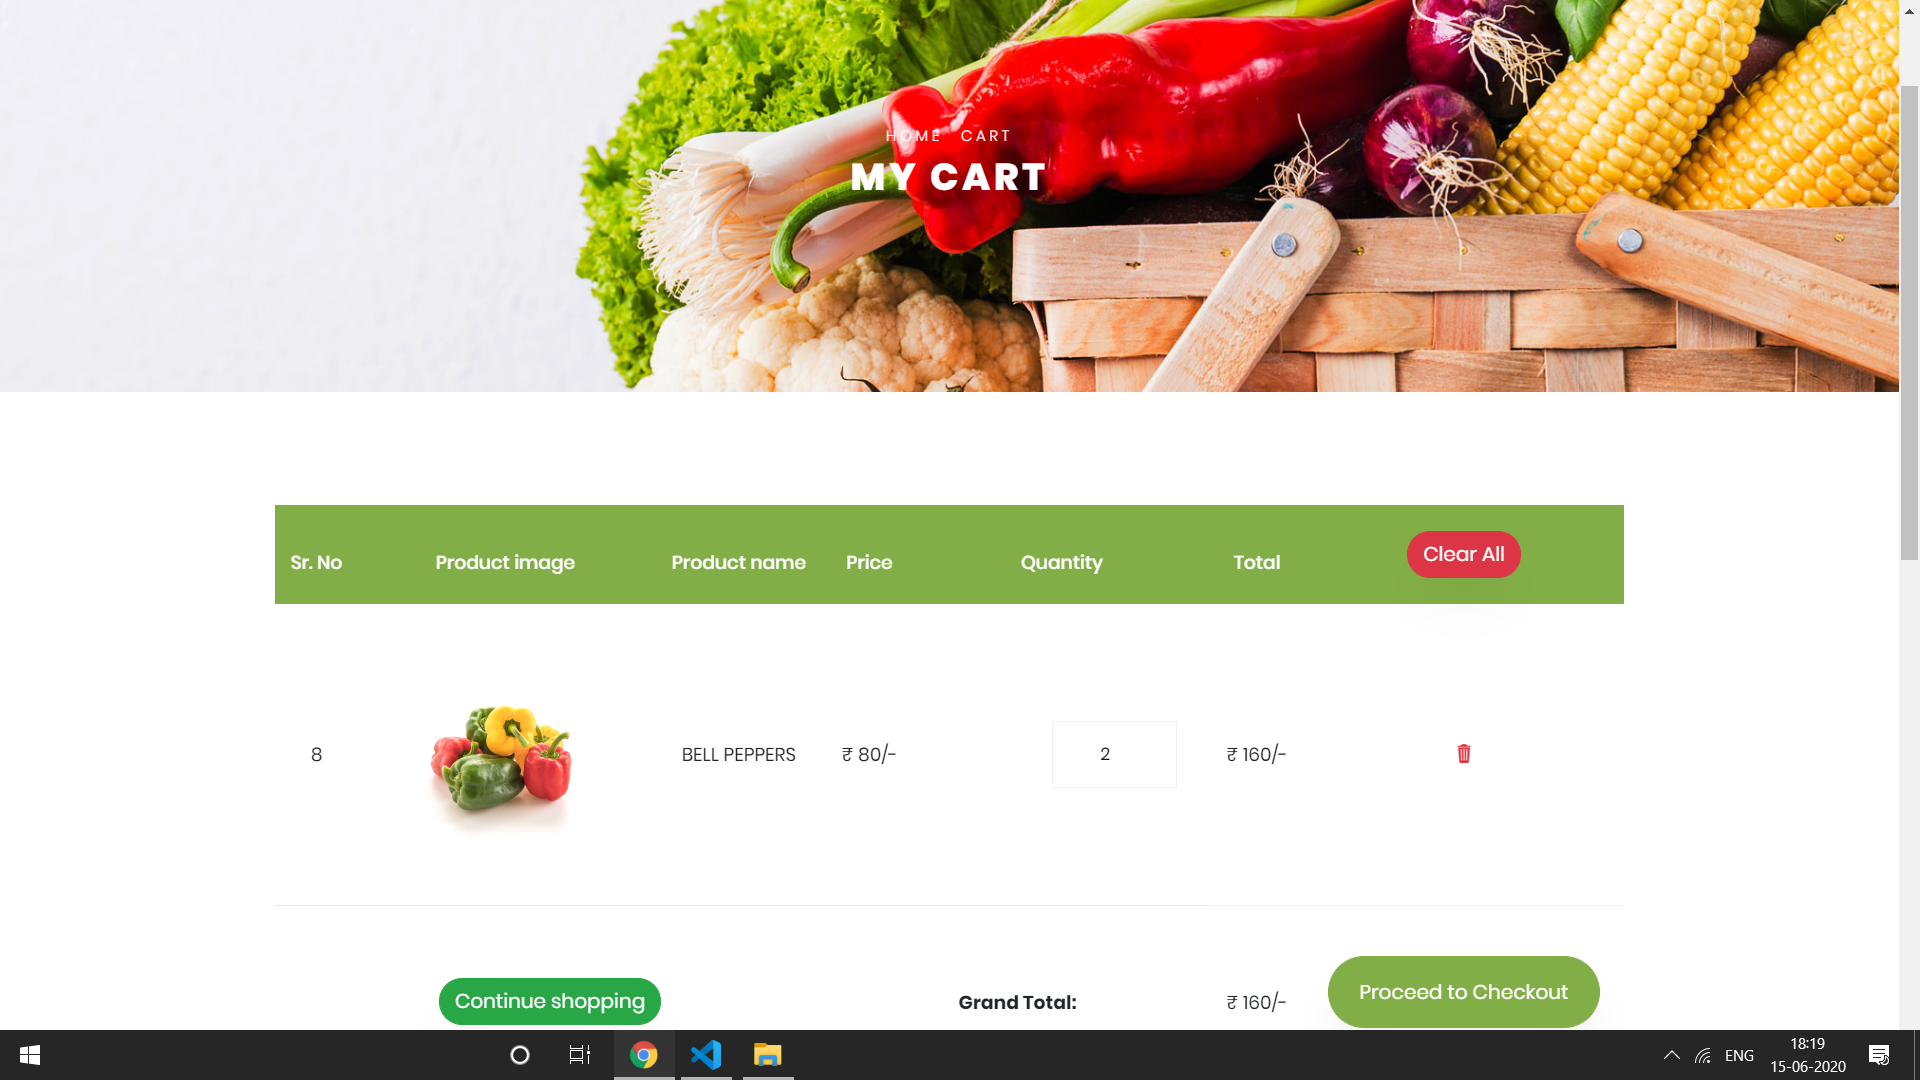 HOME CART
MY CART
Sr. No Product image Product name Price Quantity Total Clear All
8 BELL PEPPERS ₹ 80/- 2 ₹ 160/-
Continue shopping Grand Total: ₹ 160/- Proceed to Checkout
ENG 18:19
15-06-2020